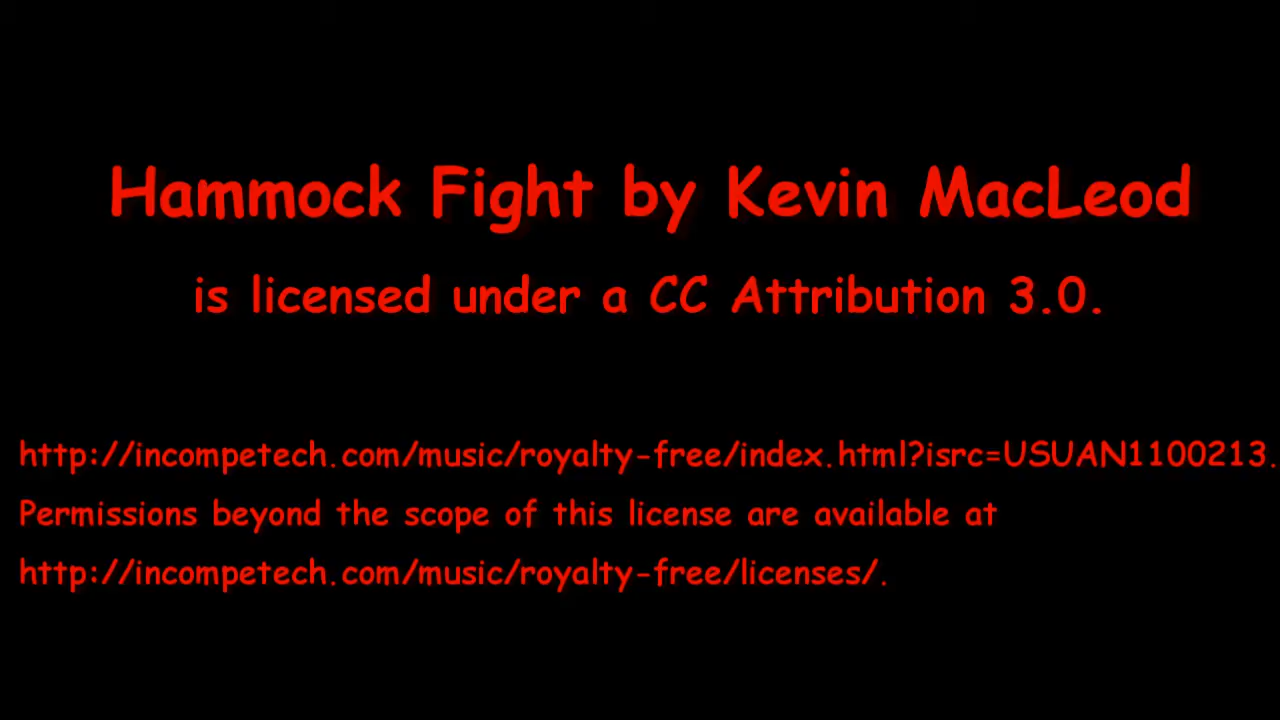 Hammock Fight by Kevin MacLeod
is licensed under a CC Attribution 3.0.
http://incompetech.com/music/royalty-free/index.html?isrc=USUAN1100213.
Permissions beyond the scope of this license are available at
http://incompetech.com/music/royalty-free/licenses/.